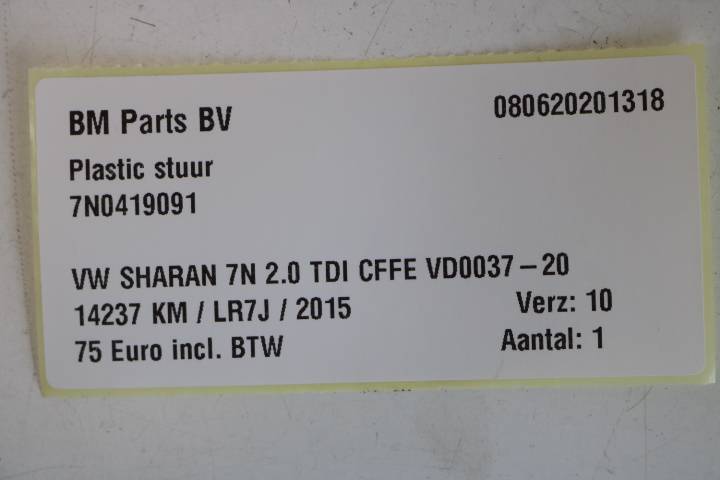 BM Parts BV 080620201318
Plastic stuur
7N0419091
VW SHARAN 7N 2.0 TDI CFFE VD0037-20
14237 KM / LR7J / 2015 Verz: 10
75 Euro incl. BTW Aantal: 1